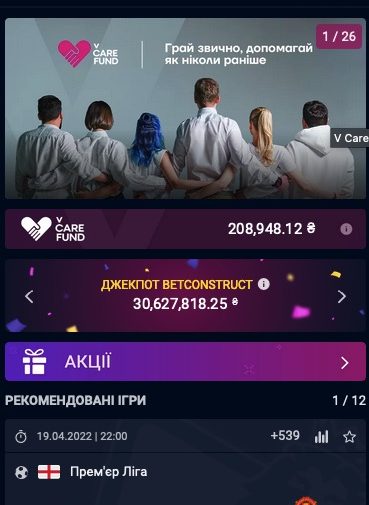 V
CARE
FUND
Грай звично, допомагай
як ніколи раніше
1 / 26
V Care
V
CARE
FUND
208,948.12 ₴
ДЖЕКПОТ BETCONSTRUCT
30,627,818.25 ₴
АКЦІЇ
РЕКОМЕНДОВАНІ ІГРИ
1 / 12
19.04.2022 | 22:00
+539
Прем'єр Ліга